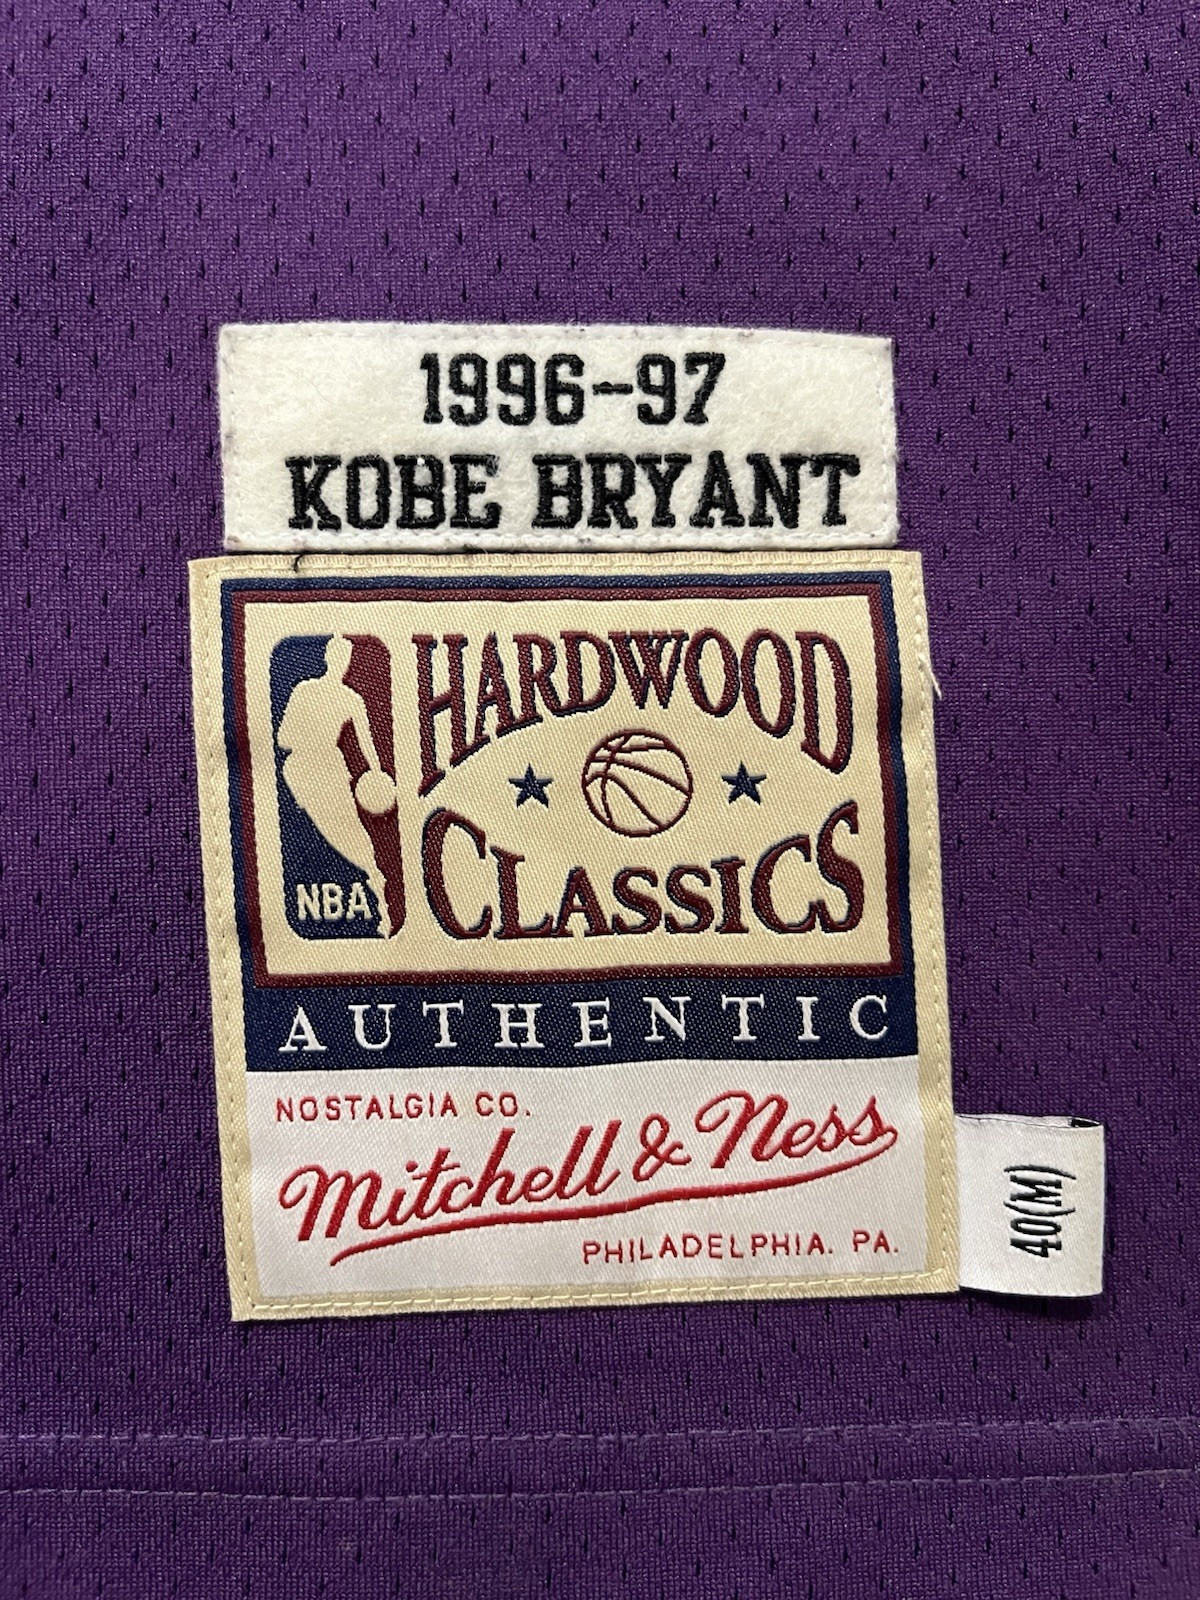 1996-97
KOBE BRYANT
NBA
HARDWOOD
CLASSICS
AUTHENTIC
NOSTALGIA CO.
Mitchell & Ness
PHILADELPHIA. PA.
40(M)